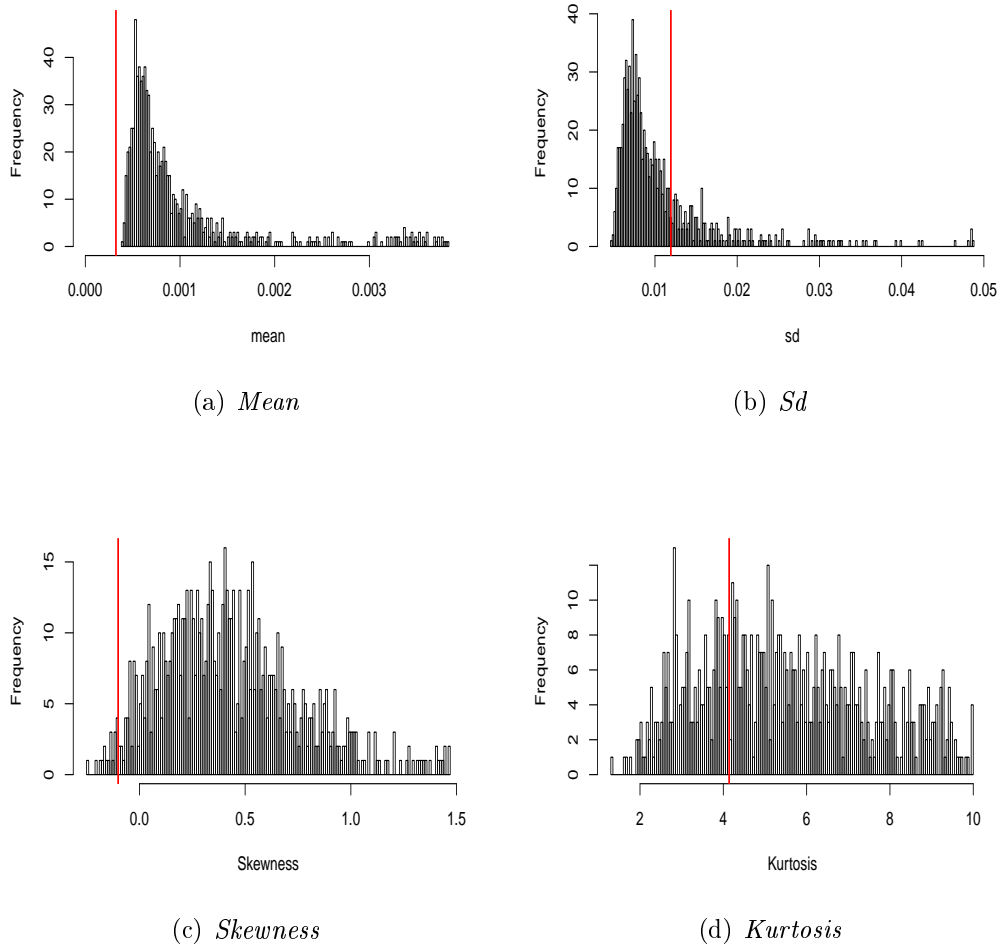 Frequency
0 10 20 30 40
0.000 0.001 0.002 0.003
mean
(a) Mean
Frequency
0 10 20 30 40
0.01 0.02 0.03 0.04 0.05
sd
(b) Sd
Frequency
0 5 10 15
0.0 0.5 1.0 1.5
Skewness
(c) Skewness
Frequency
0 2 4 6 8 10
2 4 6 8 10
Kurtosis
(d) Kurtosis